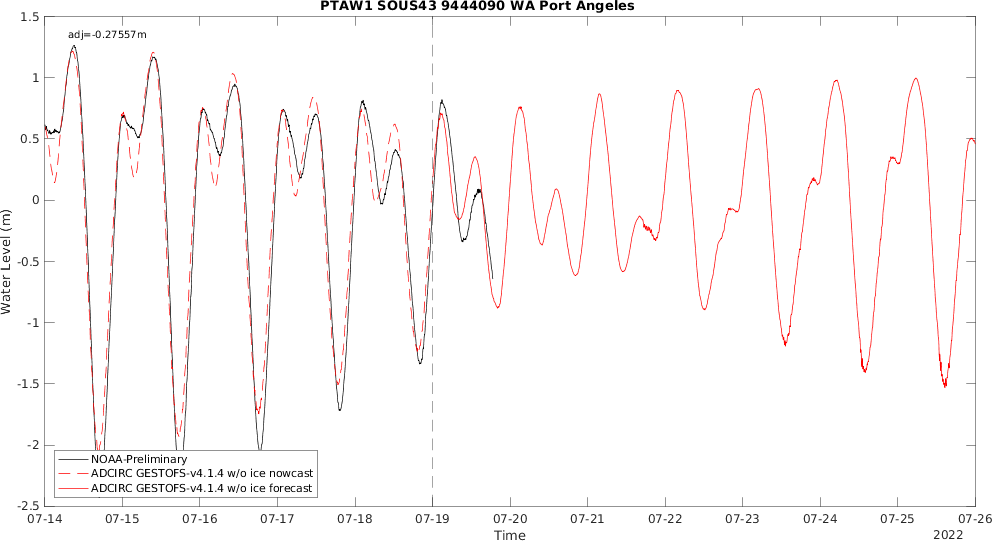 PTAW1 SOUS43 9444090 WA Port Angeles
adj=-0.27557m
1.5
1
0.5
0
-0.5
-1
-1.5
-2
-2.5
Water Level (m)
NOAA-Preliminary
ADCIRC GESTOFS-v4.1.4 w/o ice nowcast
ADCIRC GESTOFS-v4.1.4 w/o ice forecast
07-14 07-15 07-16 07-17 07-18 07-19 07-20 07-21 07-22 07-23 07-24 07-25 07-26
Time
2022